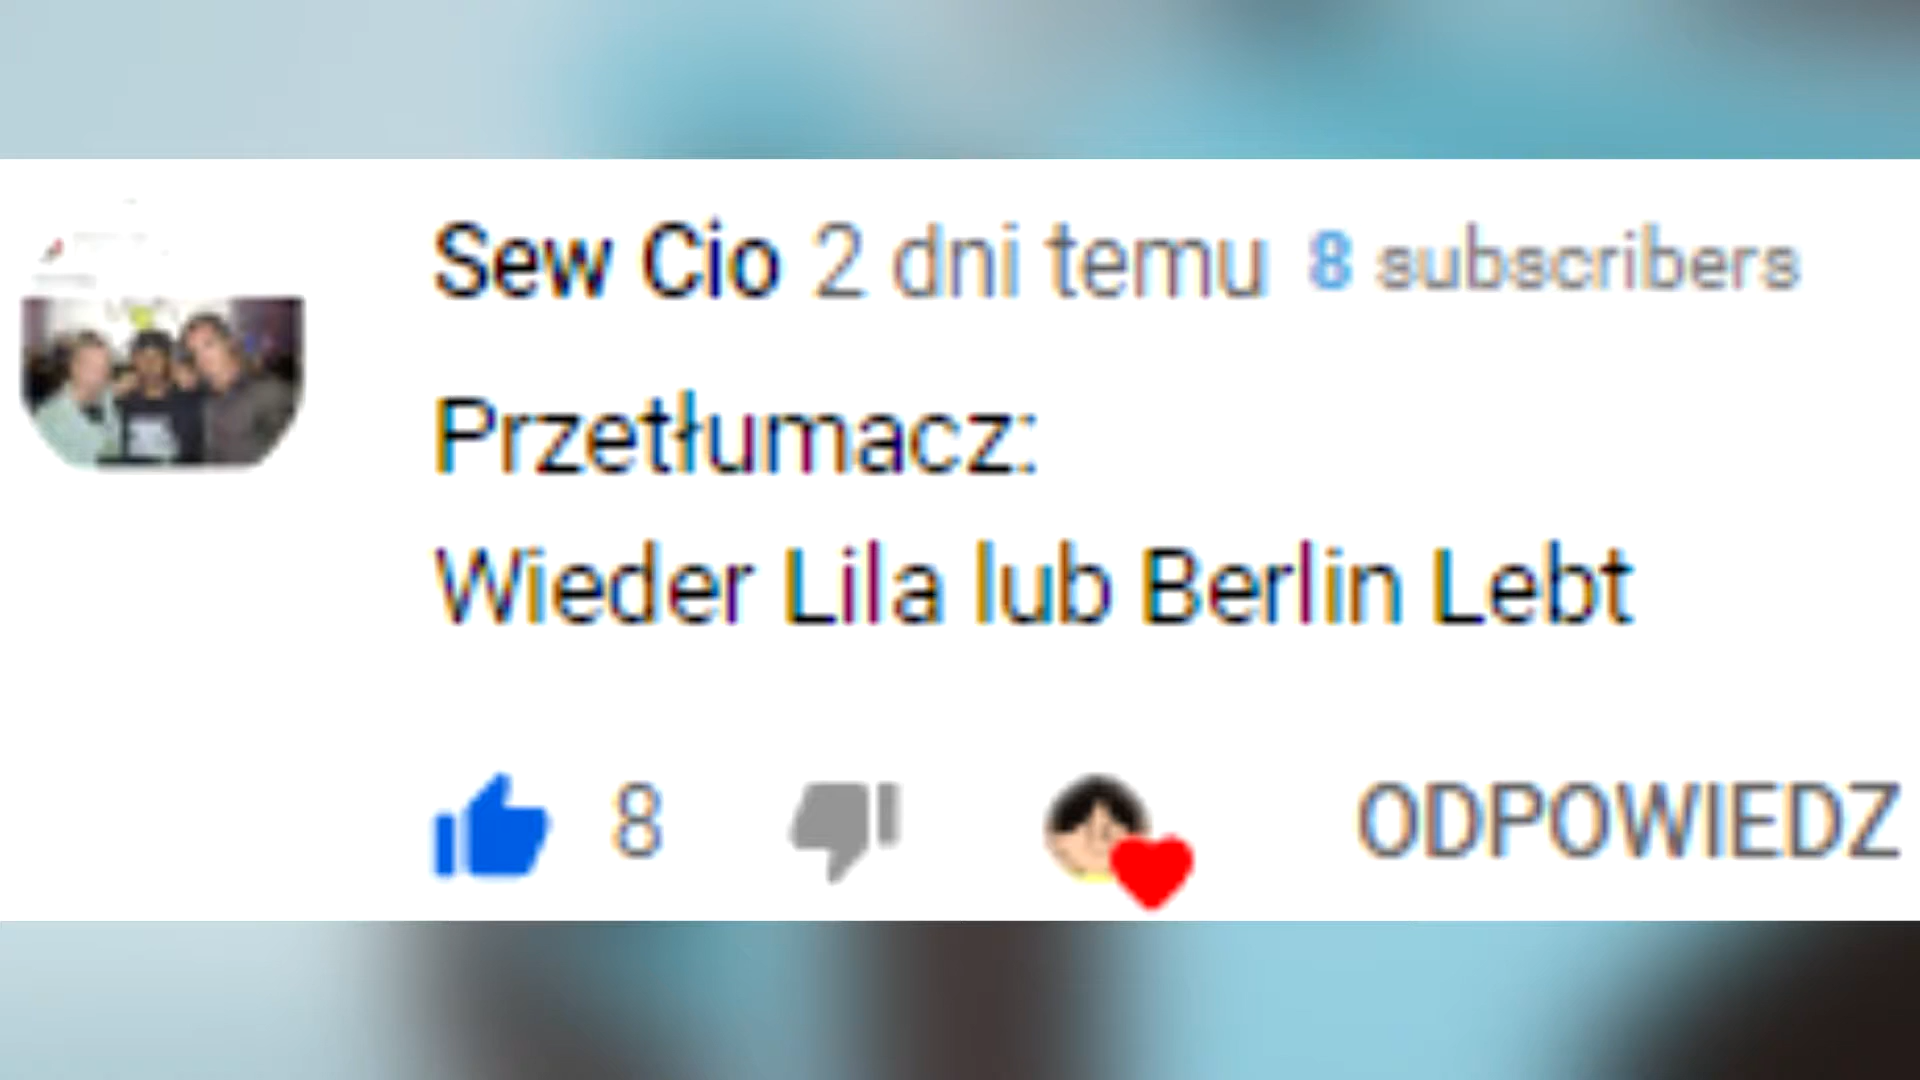 Sew Cio 2 dni temu 8 subscribers
Przetłumacz:
Wieder Lila lub Berlin Lebt
8 ODPOWIEDZ